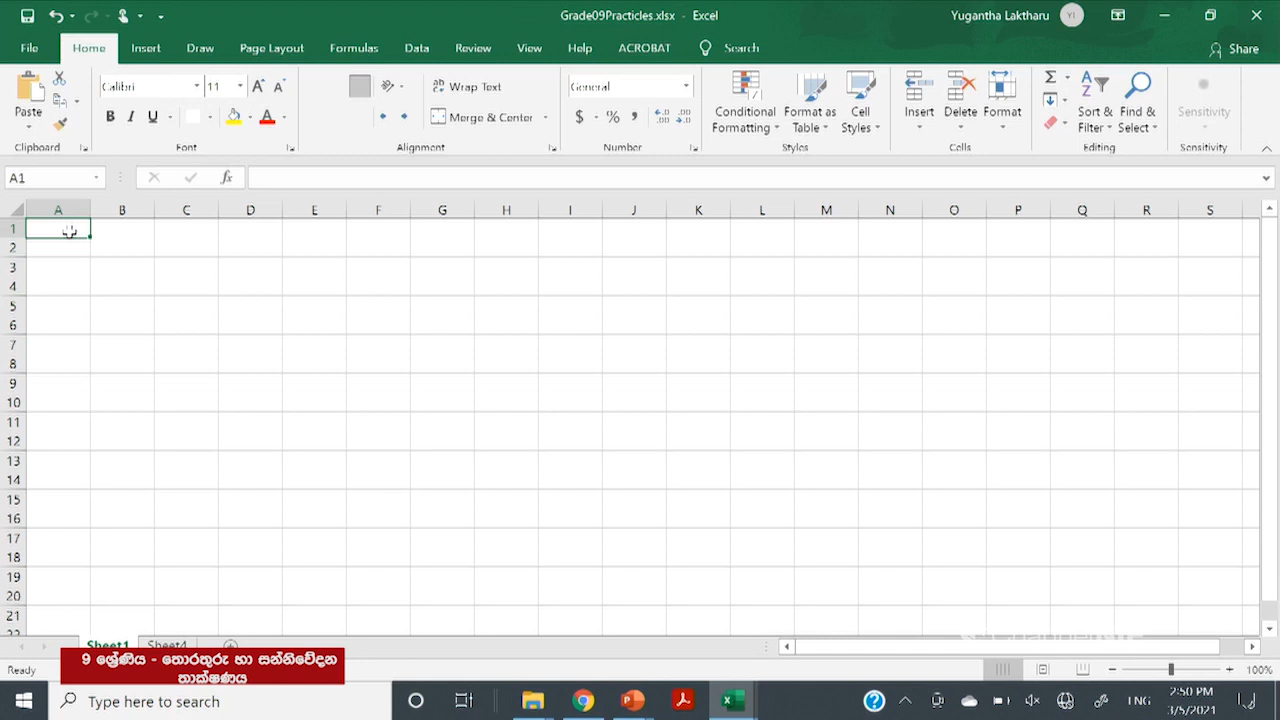 Grade09Practicles.xlsx - Excel
Yugantha Laktharu
YI
File
Home
Insert
Draw
Page Layout
Formulas
Data
Review
View
Help
ACROBAT
Search
Share
Paste
Clipboard
Calibri
11
B
I
U
Font
Wrap Text
Merge & Center
Alignment
General
$
%
Number
Conditional
Formatting
Format as
Table
Cell
Styles
Styles
Insert
Delete
Format
Cells
Sort &
Filter
Find &
Select
Editing
Sensitivity
Sensitivity
A1
fx
A B C D E F G H I J K L M N O P Q R S
1
2
3
4
5
6
7
8
9
10
11
12
13
14
15
16
17
18
19
20
21
22
Sheet1
Sheet4
Ready
100%
9 ශ්‍රේණිය - තොරතුරු හා සන්නිවේදන
තාක්ෂණය
Type here to search
ENG
2:50 PM
3/5/2021